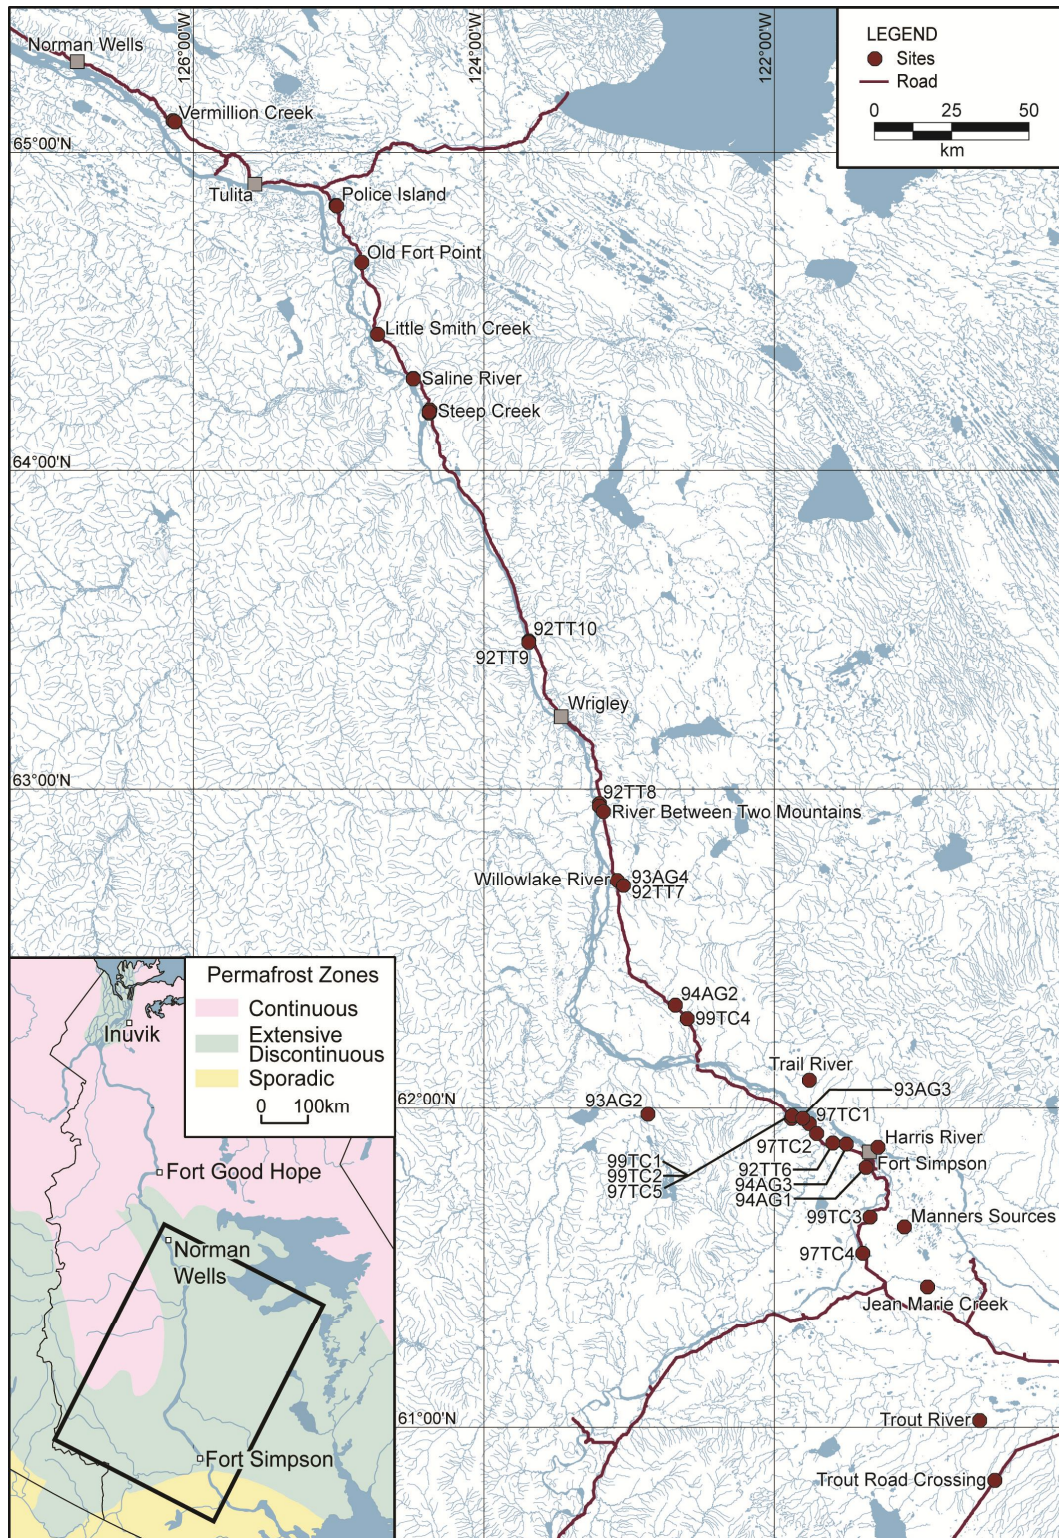 126°00'W
124°00'W
122°00'W
LEGEND
Sites
Road
0 25 50
km
Norman Wells
Vermillion Creek
65°00'N
Tulita
Police Island
Old Fort Point
Little Smith Creek
Saline River
Steep Creek
64°00'N
92TT10
92TT9
Wrigley
63°00'N
92TT8
River Between Two Mountains
Willowlake River
93AG4
92TT7
94AG2
99TC4
Trail River
93AG3
62°00'N
93AG2
97TC1
97TC2
Harris River
99TC1
99TC2
97TC5
92TT6
94AG3
94AG1
Fort Simpson
99TC3
Manners Sources
97TC4
Jean Marie Creek
61°00'N
Trout River
Trout Road Crossing
Permafrost Zones
Continuous
Extensive
Discontinuous
Sporadic
0 100km
Inuvik
Fort Good Hope
Norman
Wells
Fort Simpson